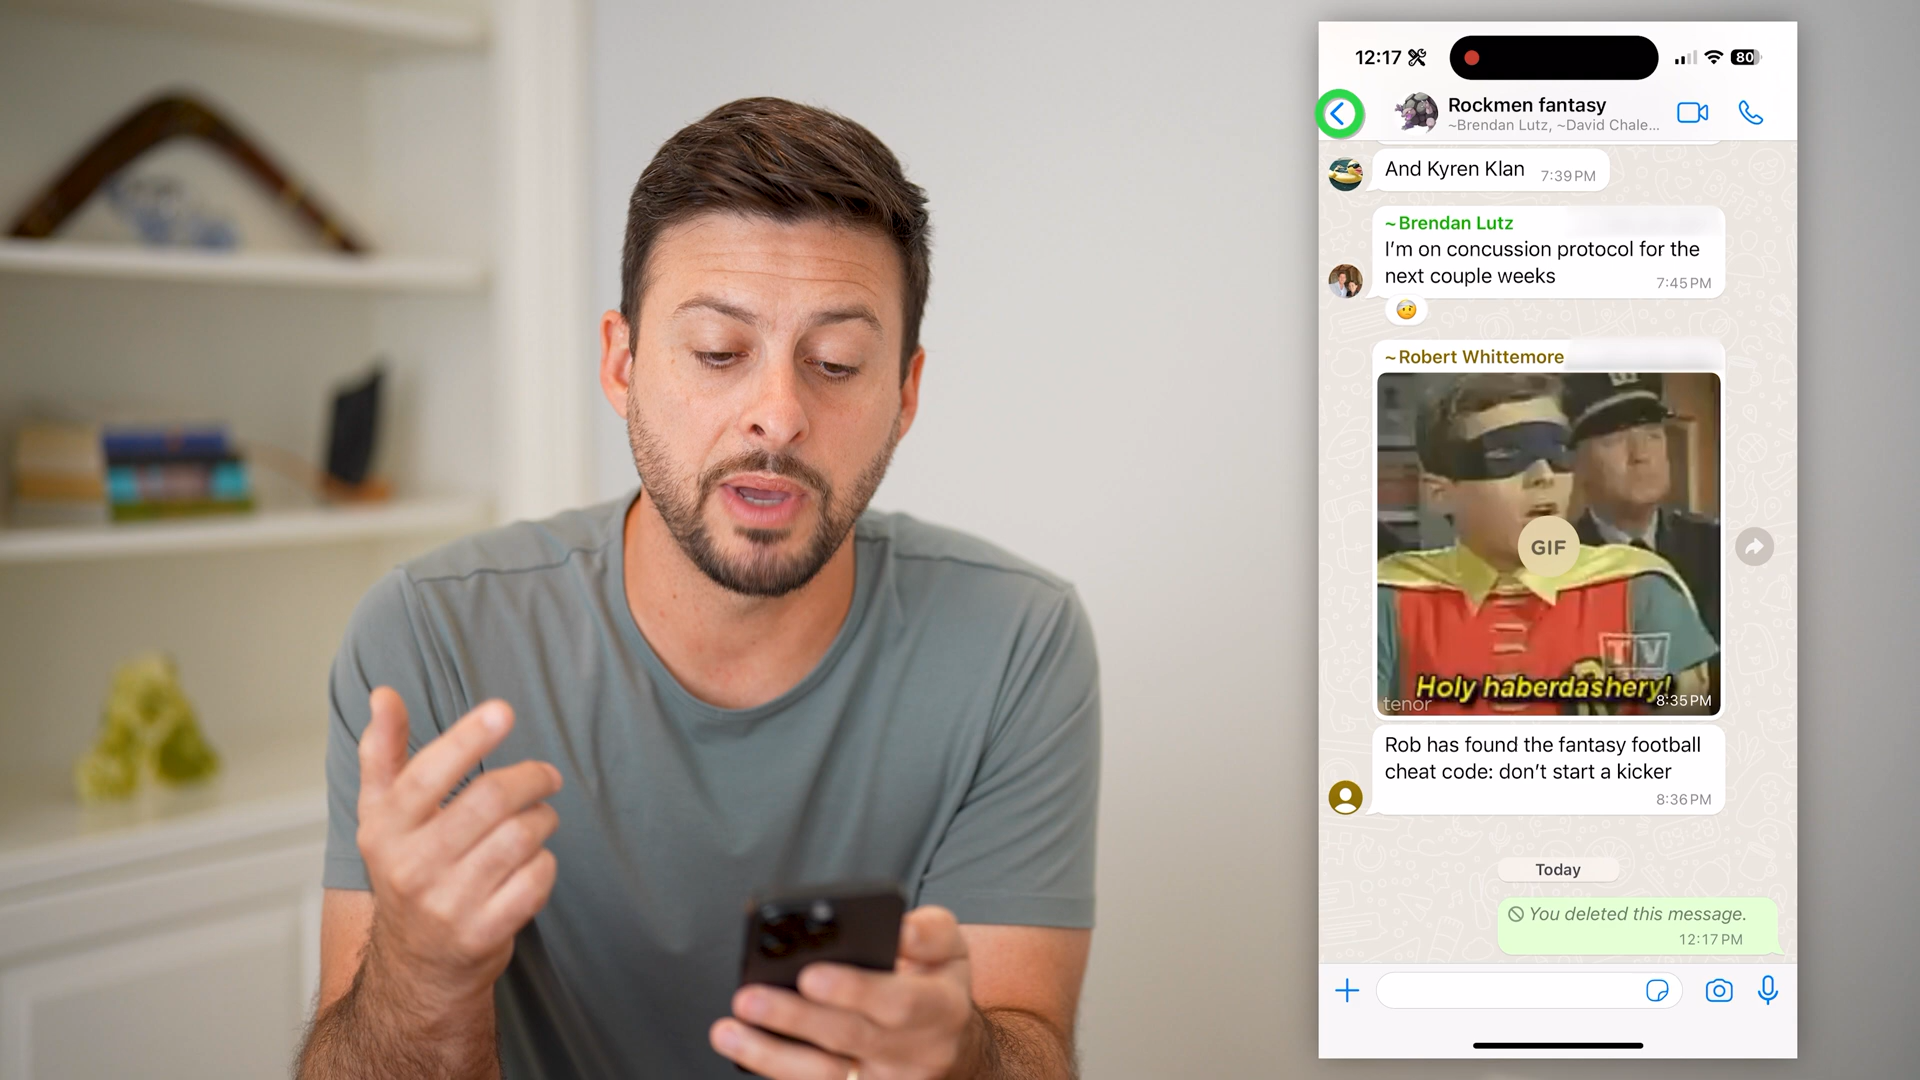 12:17
80
Rockmen fantasy
~Brendan Lutz, ~David Chale...
And Kyren Klan 7:39 PM
~Brendan Lutz
I'm on concussion protocol for the
next couple weeks
7:45 PM
~Robert Whittemore
GIF
TV
Holy haberdashery!
tenor
8:35 PM
Rob has found the fantasy football
cheat code: don't start a kicker
8:36 PM
Today
You deleted this message.
12:17 PM